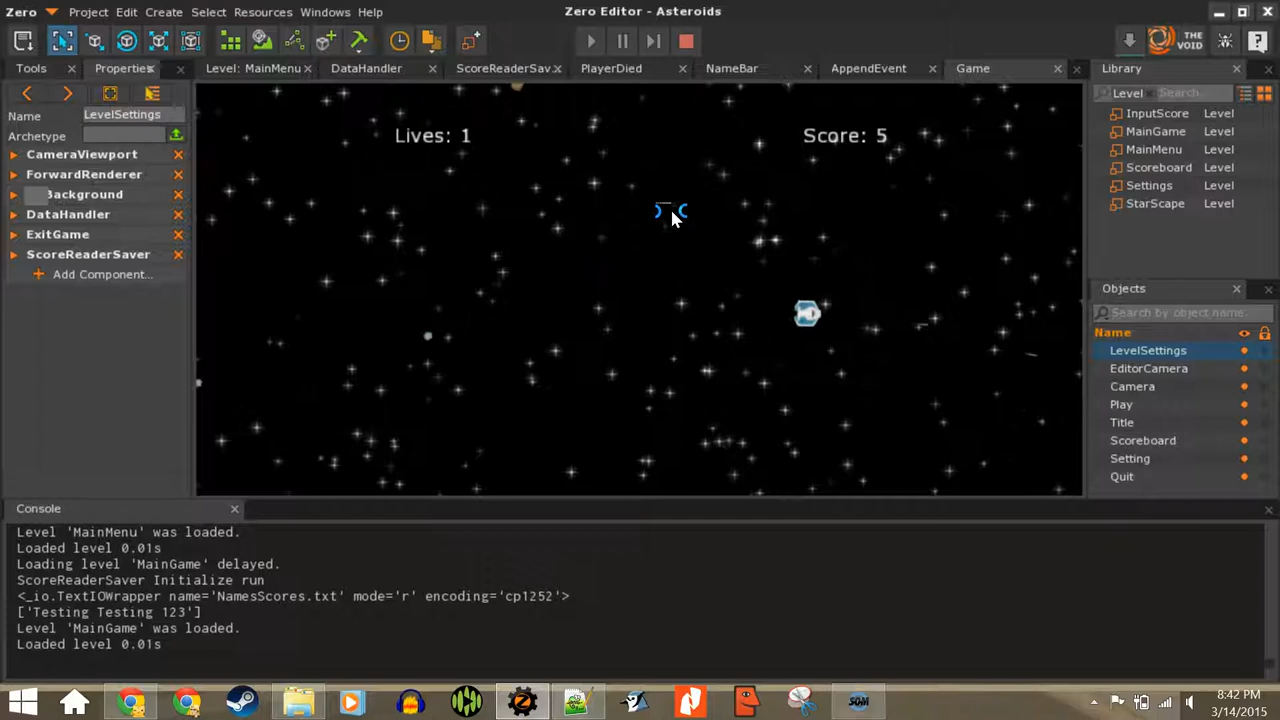 Zero Project Edit Create Select Resources Windows Help Zero Editor - Asteroids
THE VOID
Tools Properties Level: MainMenu DataHandler ScoreReaderSav PlayerDied NameBar AppendEvent Game Library
Name LevelSettings
Archetype
CameraViewport
ForwardRenderer
Background
DataHandler
ExitGame
ScoreReaderSaver
Add Component...
Lives: 1
Score: 5
Level Search...
InputScore Level
MainGame Level
MainMenu Level
Scoreboard Level
Settings Level
StarScape Level
Objects
Search by object name.
Name
LevelSettings
EditorCamera
Camera
Play
Title
Scoreboard
Setting
Quit
Console
Level 'MainMenu' was loaded.
Loaded level 0.01s
Loading level 'MainGame' delayed.
ScoreReaderSaver Initialize run
<_io.TextIOWrapper name='NamesScores.txt' mode='r' encoding='cp1252'>
['Testing Testing 123']
Level 'MainGame' was loaded.
Loaded level 0.01s
SOM
8:42 PM
3/14/2015